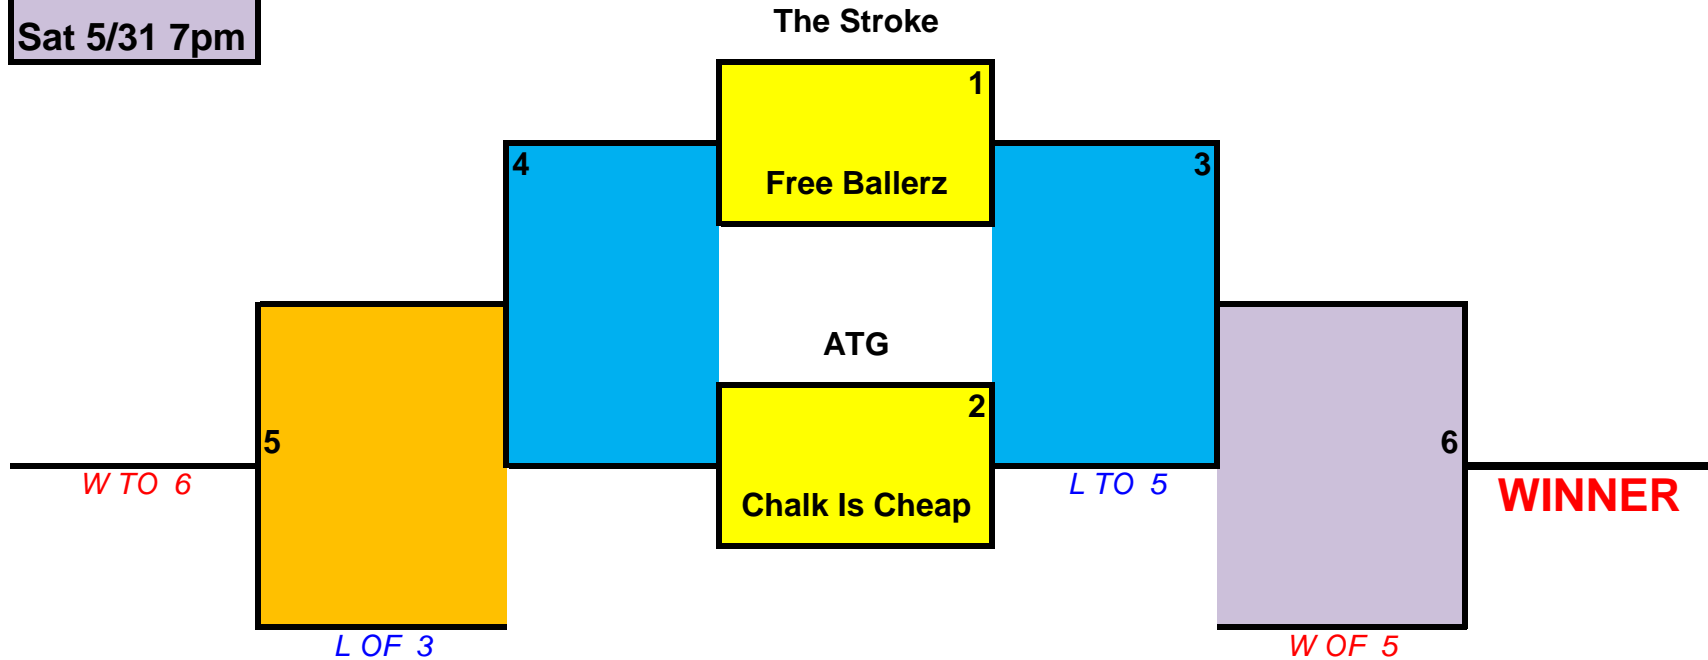 Sat 5/31 7pm
The Stroke
1
4
3
Free Ballerz
ATG
2
5
6
W TO 6
L TO 5
Chalk Is Cheap
WINNER
L OF 3
W OF 5